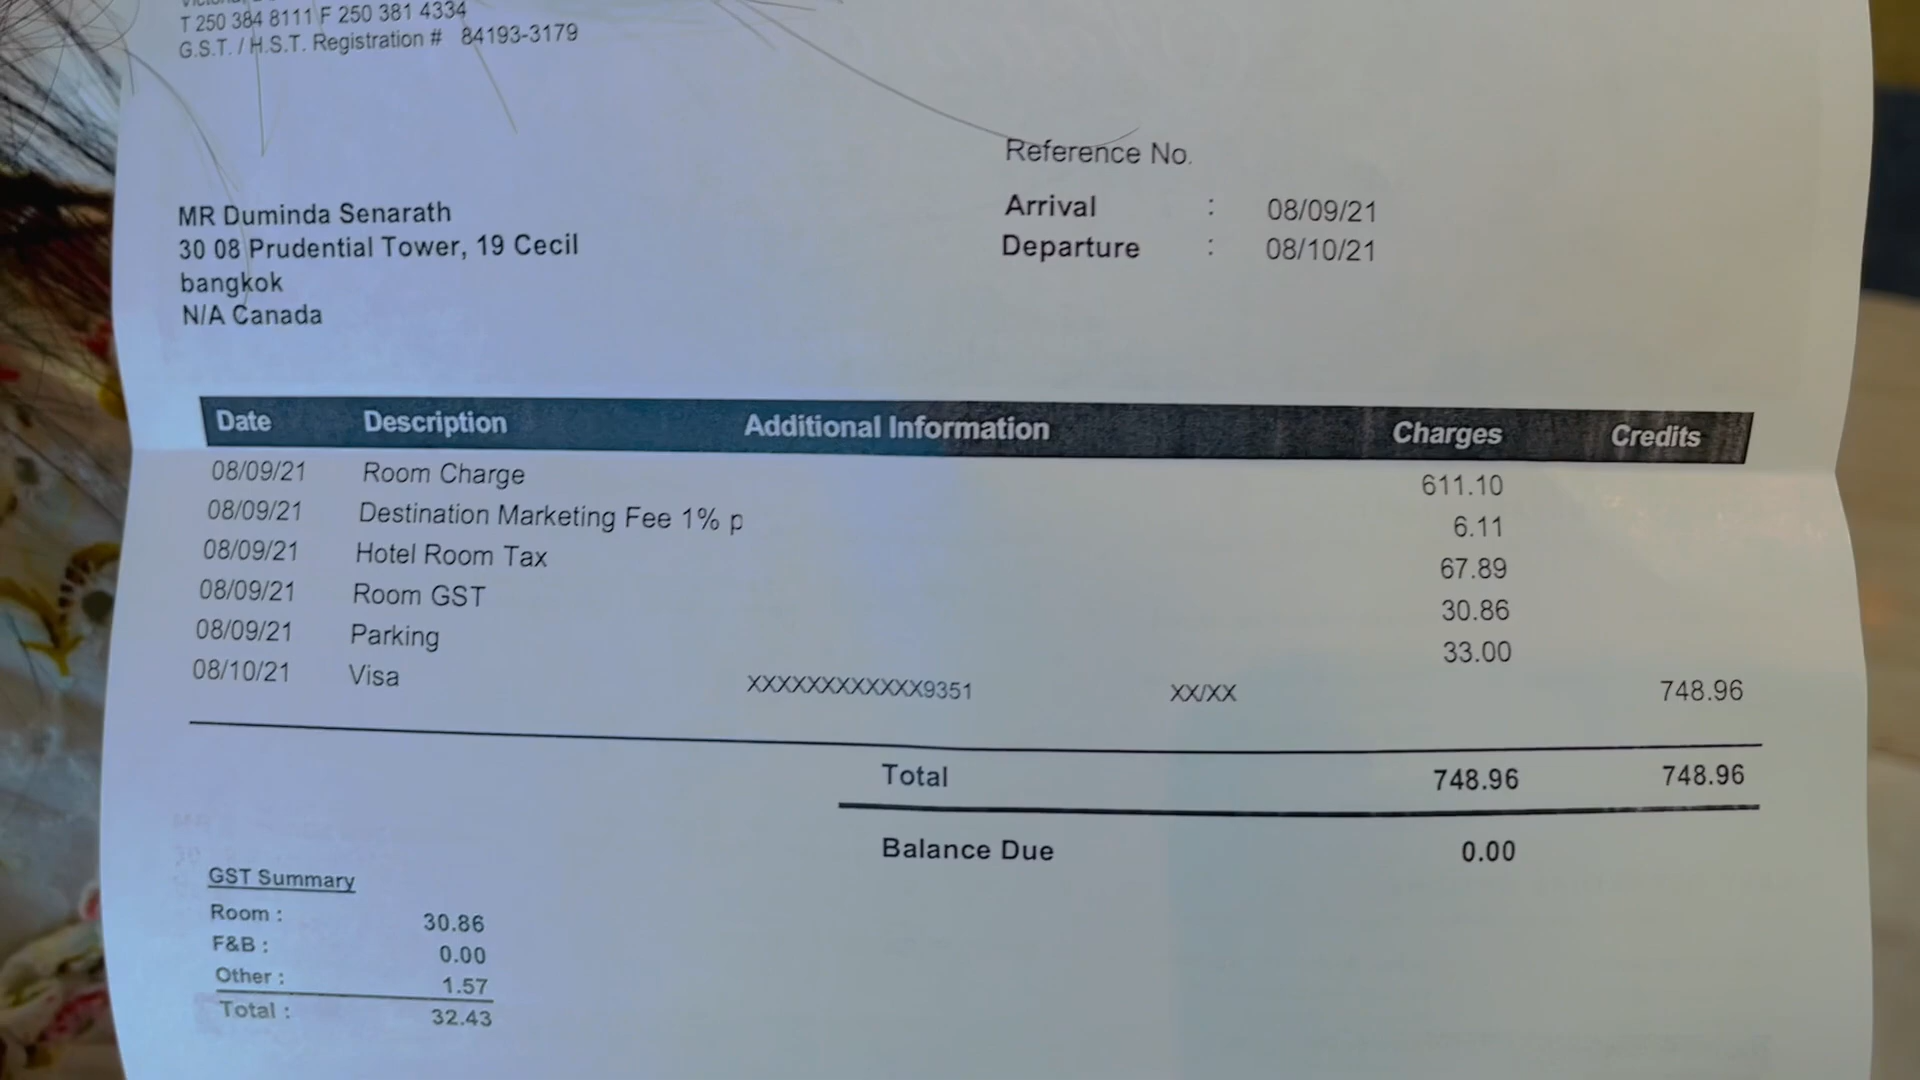 T 250 384 8111 F 250 381 4334
G.S.T. / H.S.T. Registration # 84193-3179
Reference No.
MR Duminda Senarath
30 08 Prudential Tower, 19 Cecil
bangkok
N/A Canada
Arrival : 08/09/21
Departure : 08/10/21
Date Description Additional Information Charges Credits
08/09/21 Room Charge 611.10
08/09/21 Destination Marketing Fee 1% p 6.11
08/09/21 Hotel Room Tax 67.89
08/09/21 Room GST 30.86
08/09/21 Parking 33.00
08/10/21 Visa XXXXXXXXXXXX9351 XX/XX 748.96
Total 748.96 748.96
Balance Due 0.00
GST Summary
Room : 30.86
F&B : 0.00
Other : 1.57
Total : 32.43